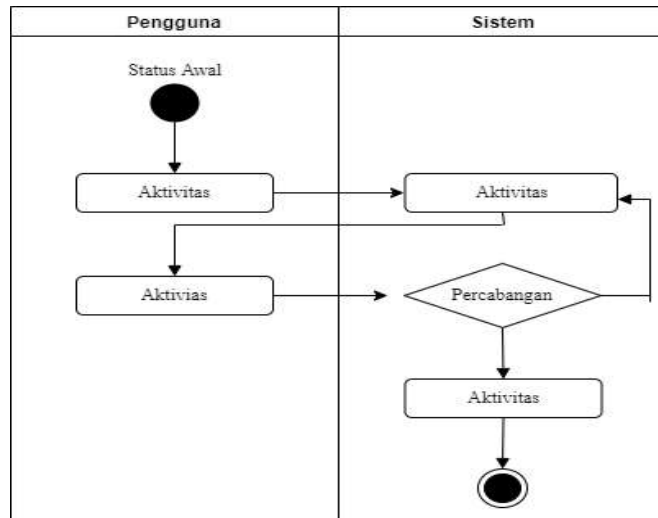 Pengguna
Sistem
Status Awal
Aktivitas
Aktivitas
Aktivias
Percabangan
Aktivitas